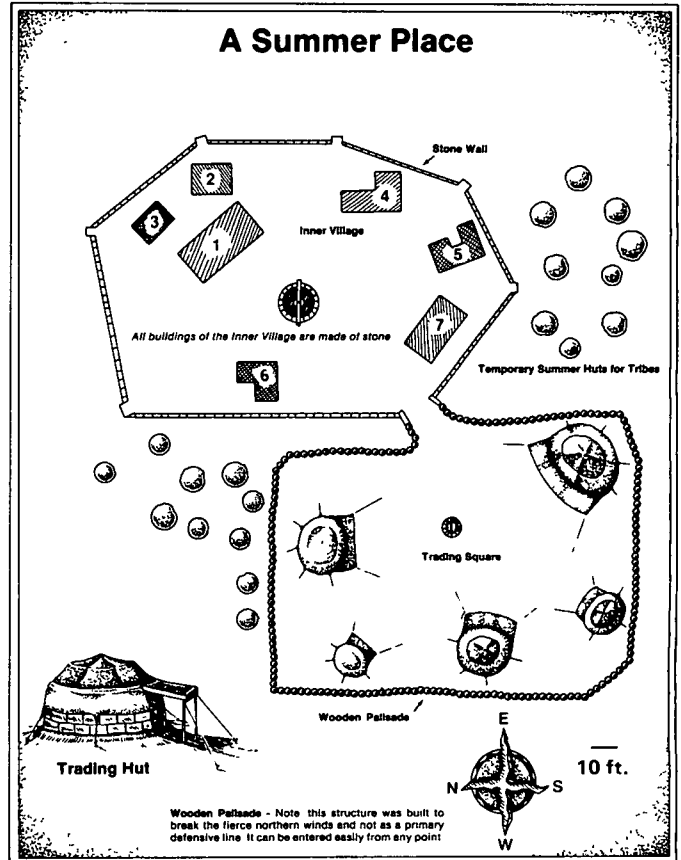 A Summer Place
Stone Wall
2
4
3
1
Inner Village
5
7
All buildings of the Inner Village are made of stone
Temporary Summer Huts for Tribes
6
Trading Square
Wooden Palisade
E
N
S
W
10 ft.
Trading Hut
Wooden Palisade - Note this structure was built to
break the fierce northern winds and not as a primary
defensive line It can be entered easily from any point